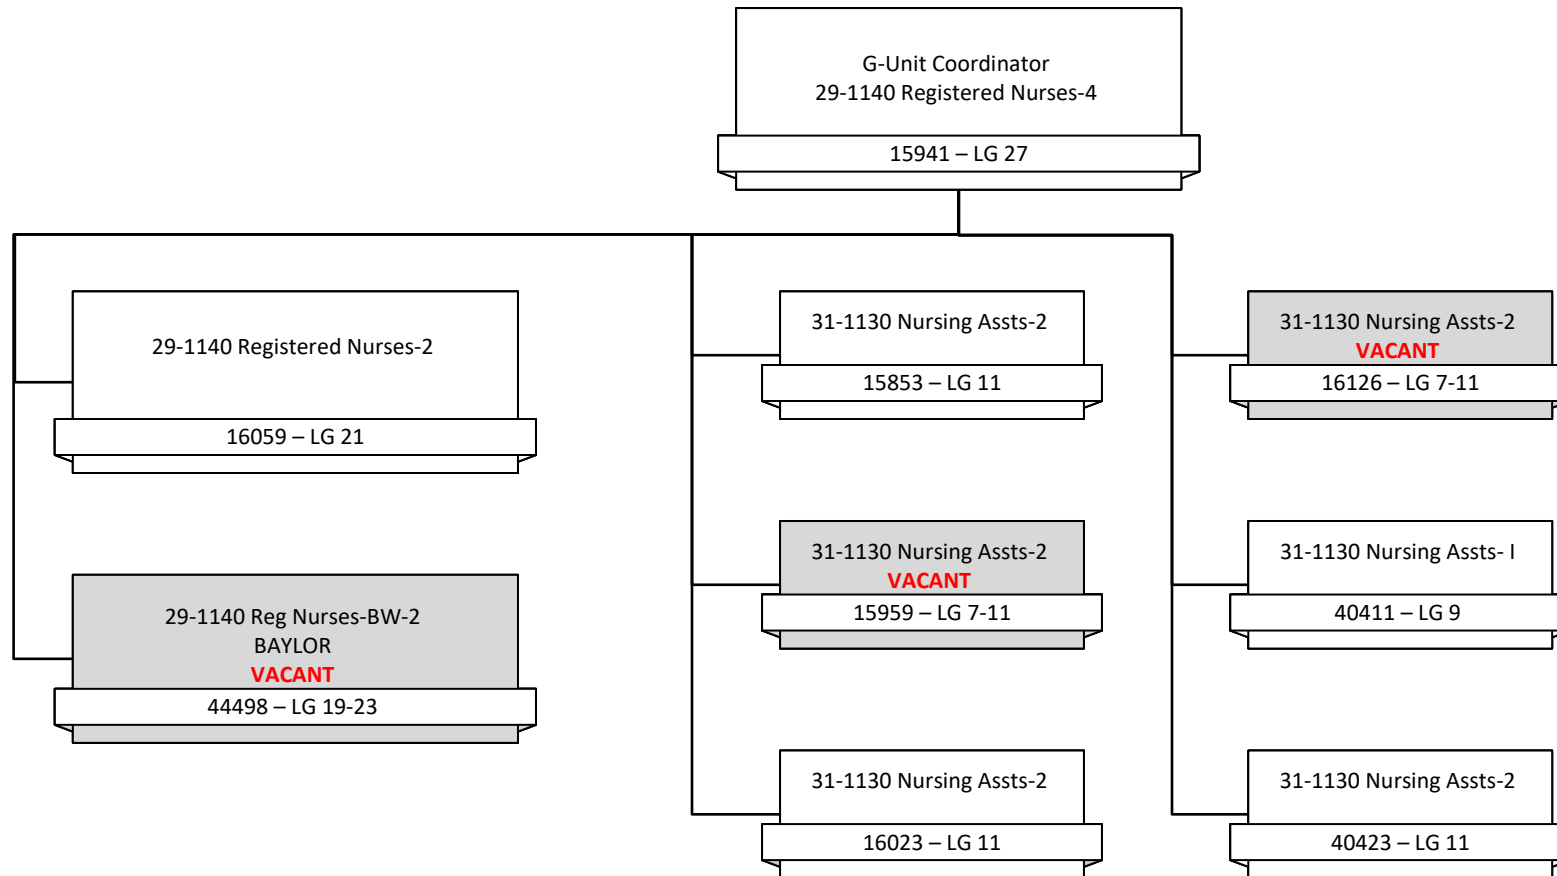 G-Unit Coordinator
29-1140 Registered Nurses-4
15941 – LG 27
29-1140 Registered Nurses-2
16059 – LG 21
29-1140 Reg Nurses-BW-2
BAYLOR
VACANT
44498 – LG 19-23
31-1130 Nursing Assts-2
15853 – LG 11
31-1130 Nursing Assts-2
VACANT
15959 – LG 7-11
31-1130 Nursing Assts-2
16023 – LG 11
31-1130 Nursing Assts-2
VACANT
16126 – LG 7-11
31-1130 Nursing Assts- I
40411 – LG 9
31-1130 Nursing Assts-2
40423 – LG 11